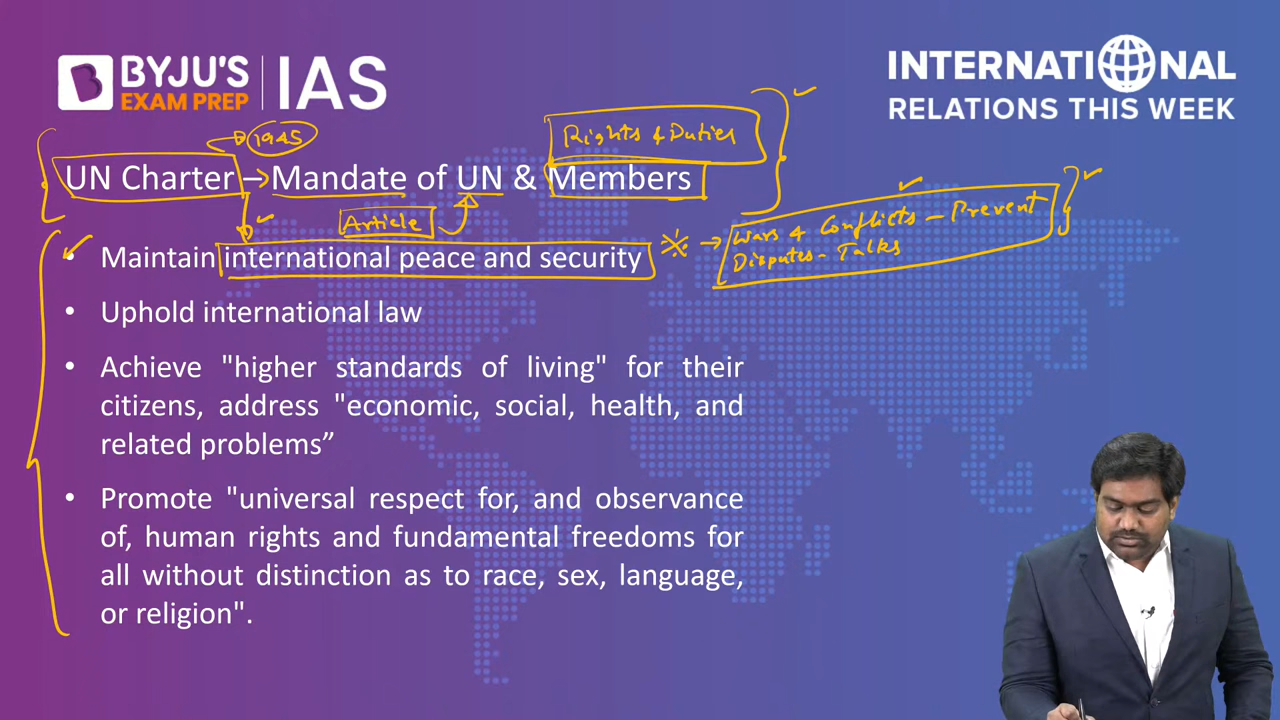 BYJU'S
EXAM PREP
IAS
INTERNATIONAL
RELATIONS THIS WEEK
1945
Rights & Duties
UN Charter → Mandate of UN & Members
Article
Wars & Conflicts - Prevent
Disputes - Talks
• Maintain international peace and security
• Uphold international law
• Achieve "higher standards of living" for their
citizens, address "economic, social, health, and
related problems”
• Promote "universal respect for, and observance
of, human rights and fundamental freedoms for
all without distinction as to race, sex, language,
or religion".